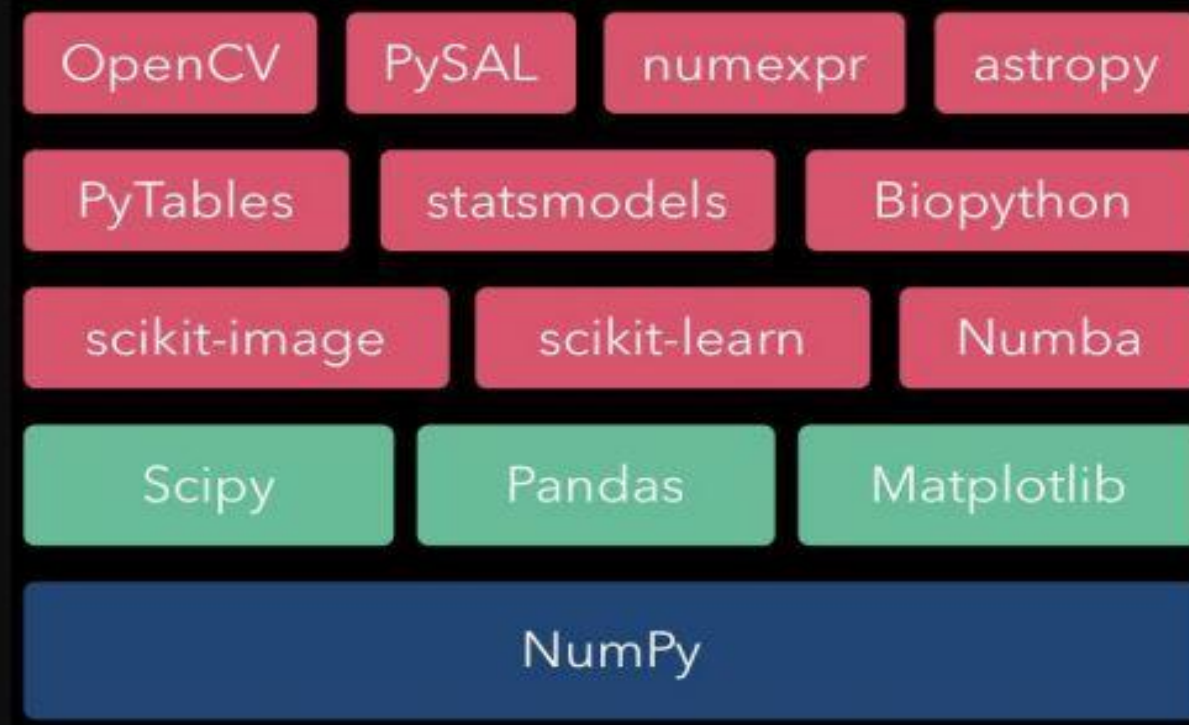 OpenCV PySAL numexpr astropy
PyTables statsmodels Biopython
scikit-image scikit-learn Numba
Scipy Pandas Matplotlib
NumPy